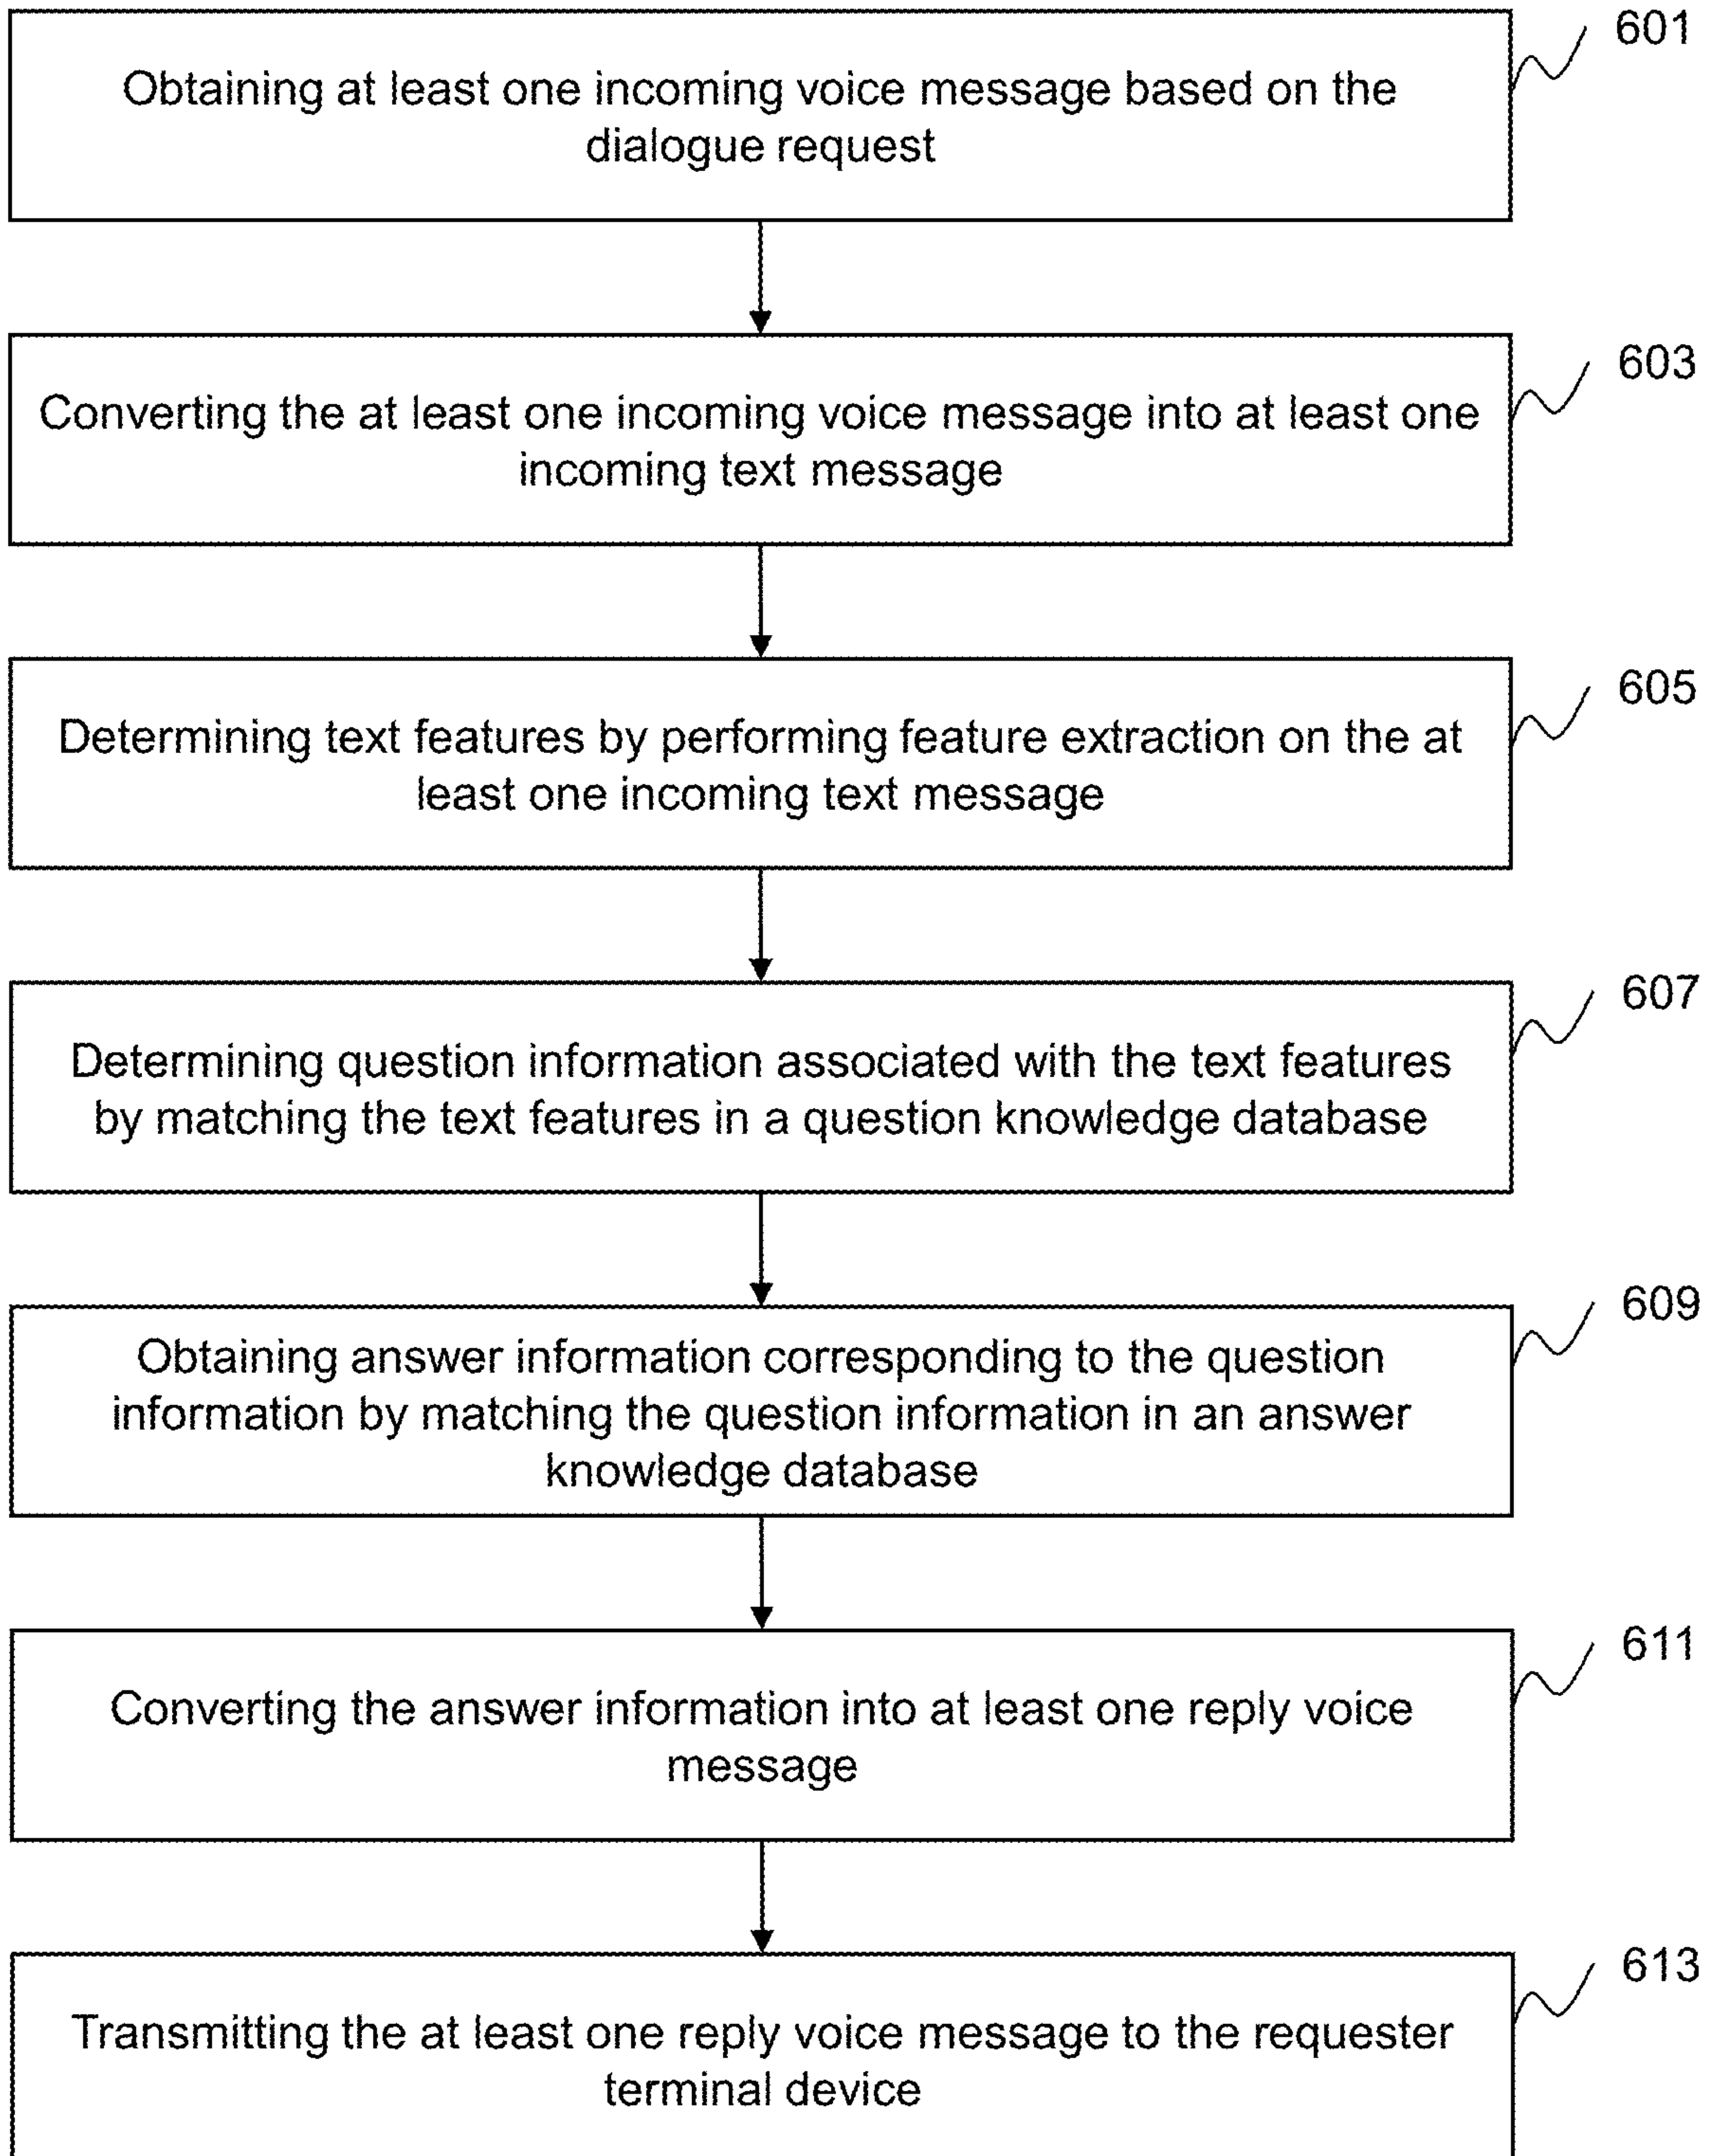 601
Obtaining at least one incoming voice message based on the
dialogue request
603
Converting the at least one incoming voice message into at least one
incoming text message
605
Determining text features by performing feature extraction on the at
least one incoming text message
607
Determining question information associated with the text features
by matching the text features in a question knowledge database
609
Obtaining answer information corresponding to the question
information by matching the question information in an answer
knowledge database
611
Converting the answer information into at least one reply voice
message
613
Transmitting the at least one reply voice message to the requester
terminal device